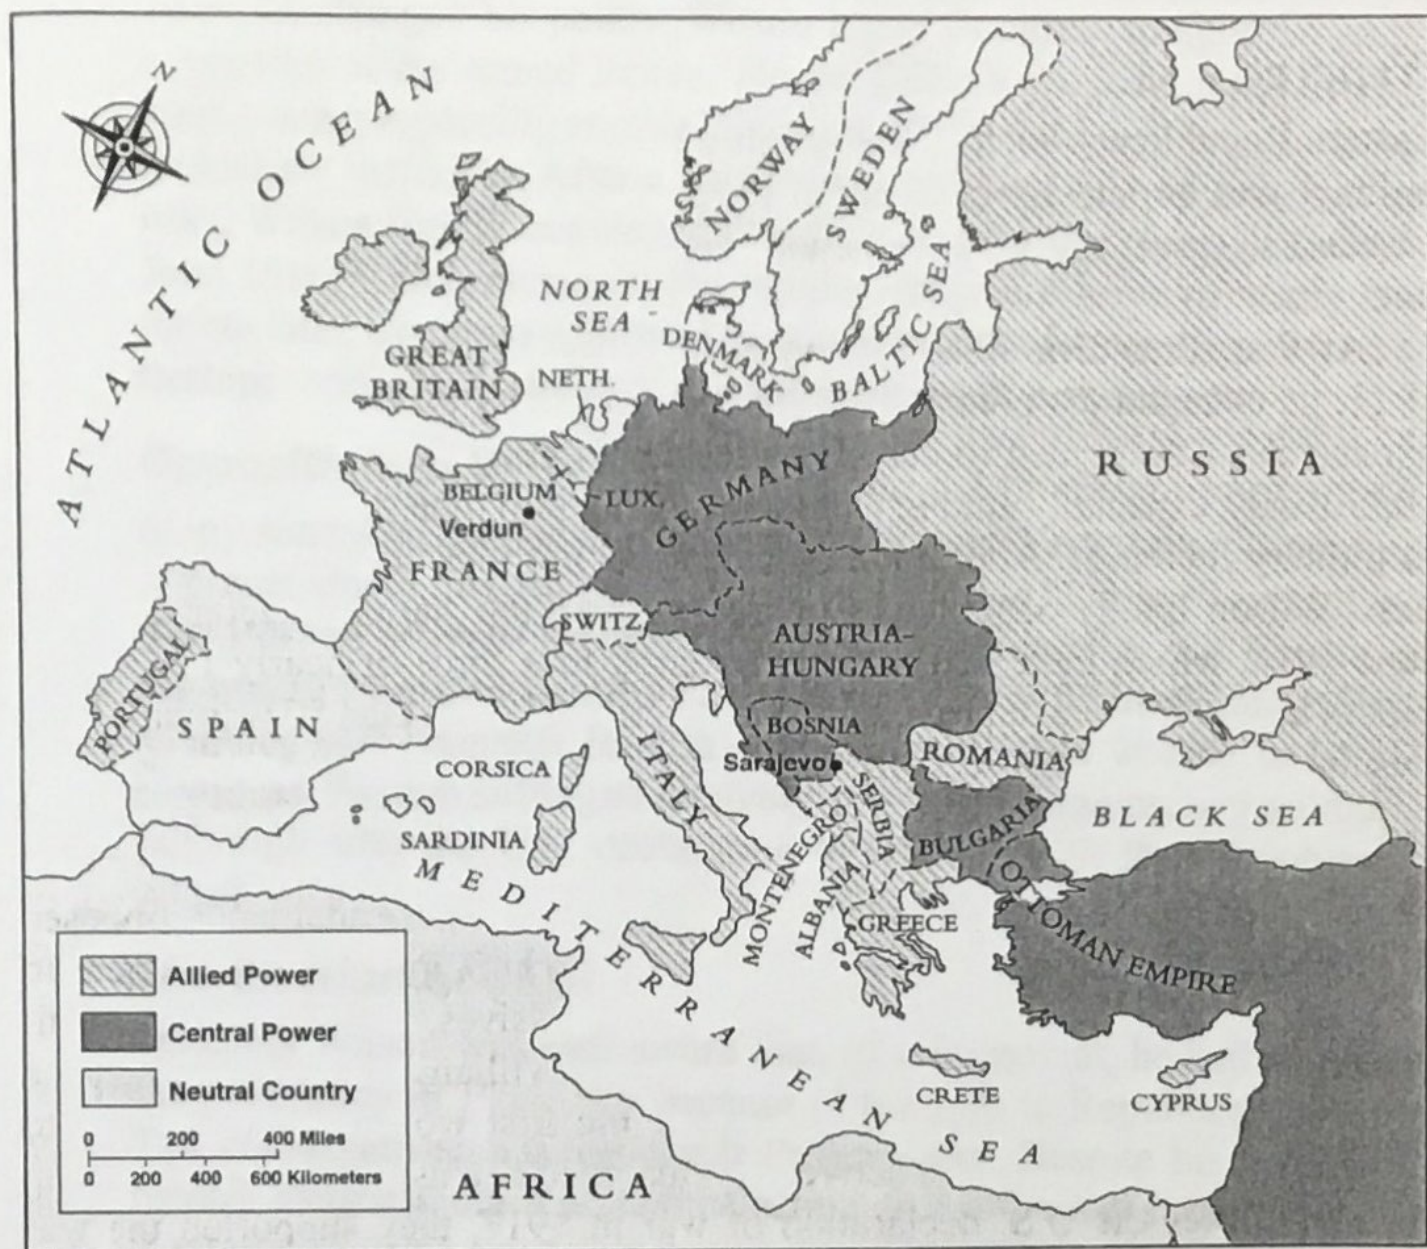 N
ATLANTIC OCEAN
NORWAY
SWEDEN
NORTH
SEA
DENMARK
BALTIC SEA
GREAT
BRITAIN
NETH.
RUSSIA
GERMANY
BELGIUM
LUX.
Verdun
FRANCE
SWITZ.
AUSTRIA-
HUNGARY
PORTUGAL
SPAIN
BOSNIA
ITALY
ROMANIA
CORSICA
Sarajevo
SERBIA
BULGARIA
BLACK SEA
SARDINIA
MONTENEGRO
ALBANIA
GREECE
OTTOMAN EMPIRE
MEDITERRANEAN SEA
CRETE
CYPRUS
AFRICA
Allied Power
Central Power
Neutral Country
0 200 400 Miles
0 200 400 600 Kilometers